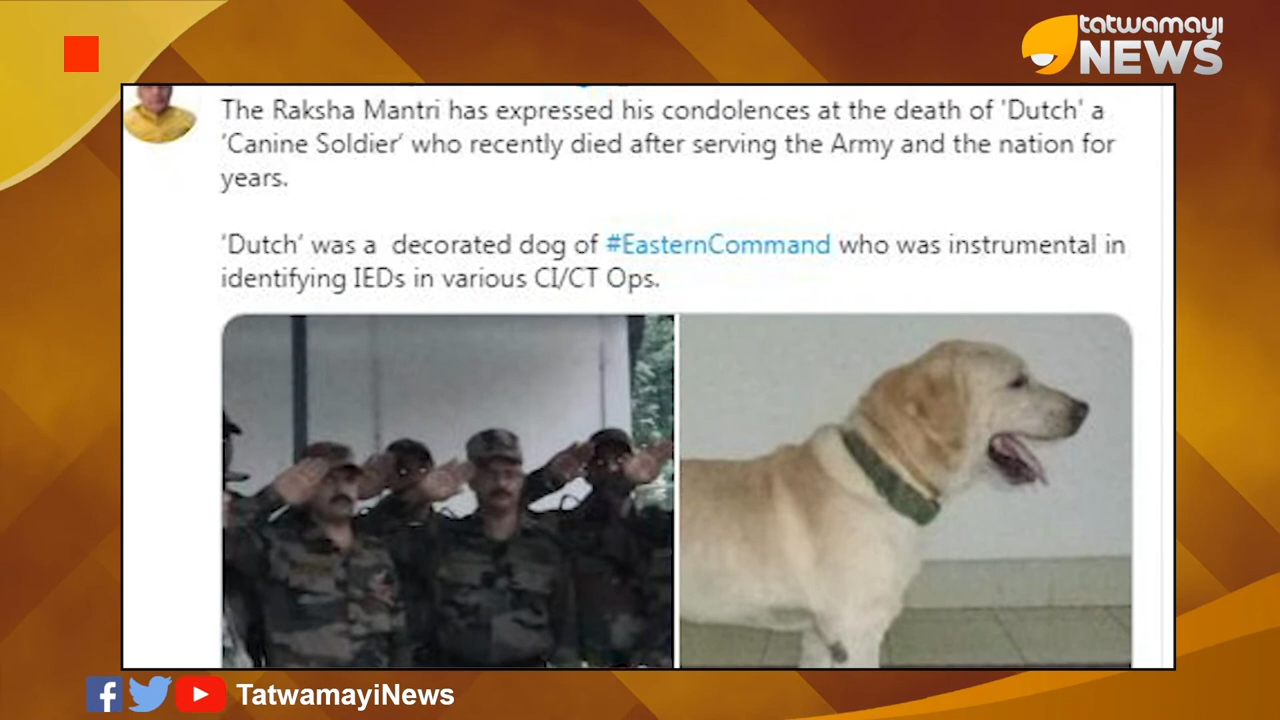 tatwamayi
NEWS
The Raksha Mantri has expressed his condolences at the death of 'Dutch' a
‘Canine Soldier’ who recently died after serving the Army and the nation for
years.
‘Dutch’ was a decorated dog of #EasternCommand who was instrumental in
identifying IEDs in various CI/CT Ops.
TatwamayiNews